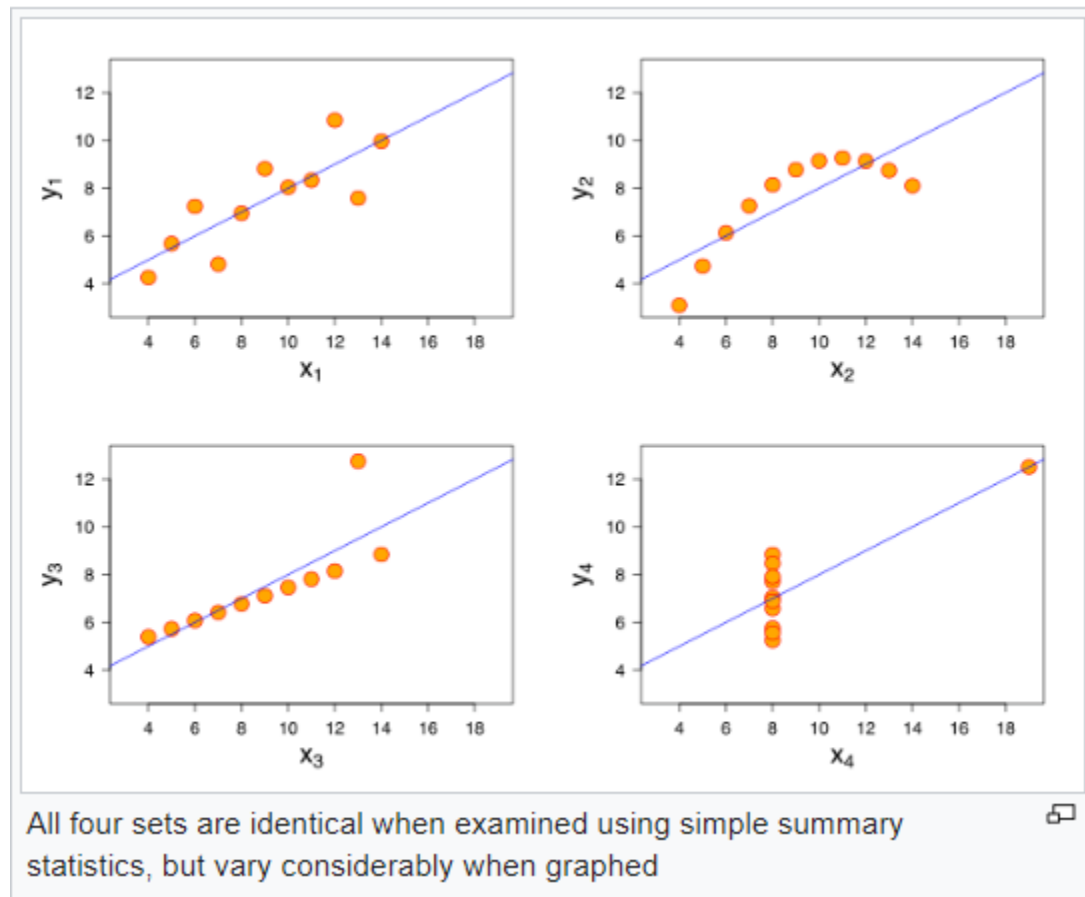 12
10
8
6
4
y1
4 6 8 10 12 14 16 18
x1
12
10
8
6
4
y2
4 6 8 10 12 14 16 18
x2
12
10
8
6
4
y3
4 6 8 10 12 14 16 18
x3
12
10
8
6
4
y4
4 6 8 10 12 14 16 18
x4
All four sets are identical when examined using simple summary
statistics, but vary considerably when graphed